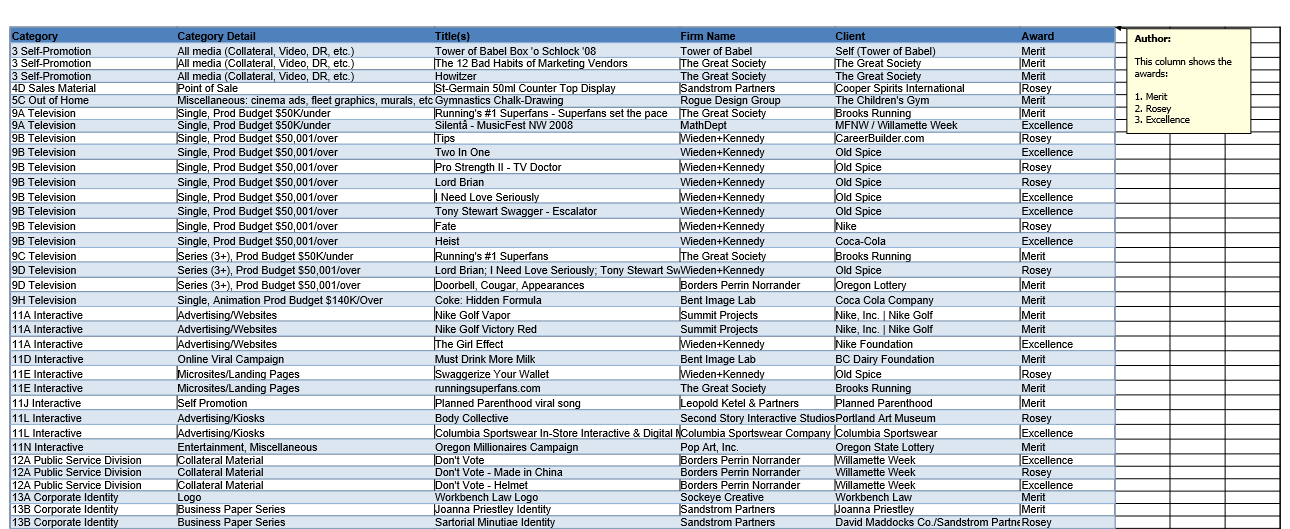 Category Category Detail Title(s) Firm Name Client Award
3 Self-Promotion All media (Collateral, Video, DR, etc.) Tower of Babel Box 'o Schlock '08 Tower of Babel Self (Tower of Babel) Merit
3 Self-Promotion All media (Collateral, Video, DR, etc.) The 12 Bad Habits of Marketing Vendors The Great Society The Great Society Merit
3 Self-Promotion All media (Collateral, Video, DR, etc.) Howitzer The Great Society The Great Society Merit
4D Sales Material Point of Sale St-Germain 50ml Counter Top Display Sandstrom Partners Cooper Spirits International Rosey
5C Out of Home Miscellaneous: cinema ads, fleet graphics, murals, etc Gymnastics Chalk-Drawing Rogue Design Group The Children's Gym Merit
9A Television Single, Prod Budget $50K/under Running's #1 Superfans - Superfans set the pace The Great Society Brooks Running Merit
9A Television Single, Prod Budget $50K/under Silentâ - MusicFest NW 2008 MathDept MFNW / Willamette Week Excellence
9B Television Single, Prod Budget $50,001/over Tips Wieden+Kennedy CareerBuilder.com Rosey
9B Television Single, Prod Budget $50,001/over Two In One Wieden+Kennedy Old Spice Excellence
9B Television Single, Prod Budget $50,001/over Pro Strength II - TV Doctor Wieden+Kennedy Old Spice Rosey
9B Television Single, Prod Budget $50,001/over Lord Brian Wieden+Kennedy Old Spice Rosey
9B Television Single, Prod Budget $50,001/over I Need Love Seriously Wieden+Kennedy Old Spice Excellence
9B Television Single, Prod Budget $50,001/over Tony Stewart Swagger - Escalator Wieden+Kennedy Old Spice Excellence
9B Television Single, Prod Budget $50,001/over Fate Wieden+Kennedy Nike Rosey
9B Television Single, Prod Budget $50,001/over Heist Wieden+Kennedy Coca-Cola Excellence
9C Television Series (3+), Prod Budget $50K/under Running's #1 Superfans The Great Society Brooks Running Merit
9D Television Series (3+), Prod Budget $50,001/over Lord Brian; I Need Love Seriously; Tony Stewart Sw Wieden+Kennedy Old Spice Rosey
9D Television Series (3+), Prod Budget $50,001/over Doorbell, Cougar, Appearances Borders Perrin Norrander Oregon Lottery Merit
9H Television Single, Animation Prod Budget $140K/Over Coke: Hidden Formula Bent Image Lab Coca Cola Company Merit
11A Interactive Advertising/Websites Nike Golf Vapor Summit Projects Nike, Inc. | Nike Golf Merit
11A Interactive Advertising/Websites Nike Golf Victory Red Summit Projects Nike, Inc. | Nike Golf Merit
11A Interactive Advertising/Websites The Girl Effect Wieden+Kennedy Nike Foundation Excellence
11D Interactive Online Viral Campaign Must Drink More Milk Bent Image Lab BC Dairy Foundation Merit
11E Interactive Microsites/Landing Pages Swaggerize Your Wallet Wieden+Kennedy Old Spice Rosey
11E Interactive Microsites/Landing Pages runningsuperfans.com The Great Society Brooks Running Merit
11J Interactive Self Promotion Planned Parenthood viral song Leopold Ketel & Partners Planned Parenthood Merit
11L Interactive Advertising/Kiosks Body Collective Second Story Interactive Studios Portland Art Museum Rosey
11L Interactive Advertising/Kiosks Columbia Sportswear In-Store Interactive & Digital Columbia Sportswear Company Columbia Sportswear Excellence
11N Interactive Entertainment, Miscellaneous Oregon Millionaires Campaign Pop Art, Inc. Oregon State Lottery Merit
12A Public Service Division Collateral Material Don't Vote Borders Perrin Norrander Willamette Week Excellence
12A Public Service Division Collateral Material Don't Vote - Made in China Borders Perrin Norrander Willamette Week Rosey
12A Public Service Division Collateral Material Don't Vote - Helmet Borders Perrin Norrander Willamette Week Excellence
13A Corporate Identity Logo Workbench Law Logo Sockeye Creative Workbench Law Merit
13B Corporate Identity Business Paper Series Joanna Priestley Identity Sandstrom Partners Joanna Priestley Merit
13B Corporate Identity Business Paper Series Sartorial Minutiae Identity Sandstrom Partners David Maddocks Co./Sandstrom Partne Rosey
Author:
This column shows the
awards:
1. Merit
2. Rosey
3. Excellence